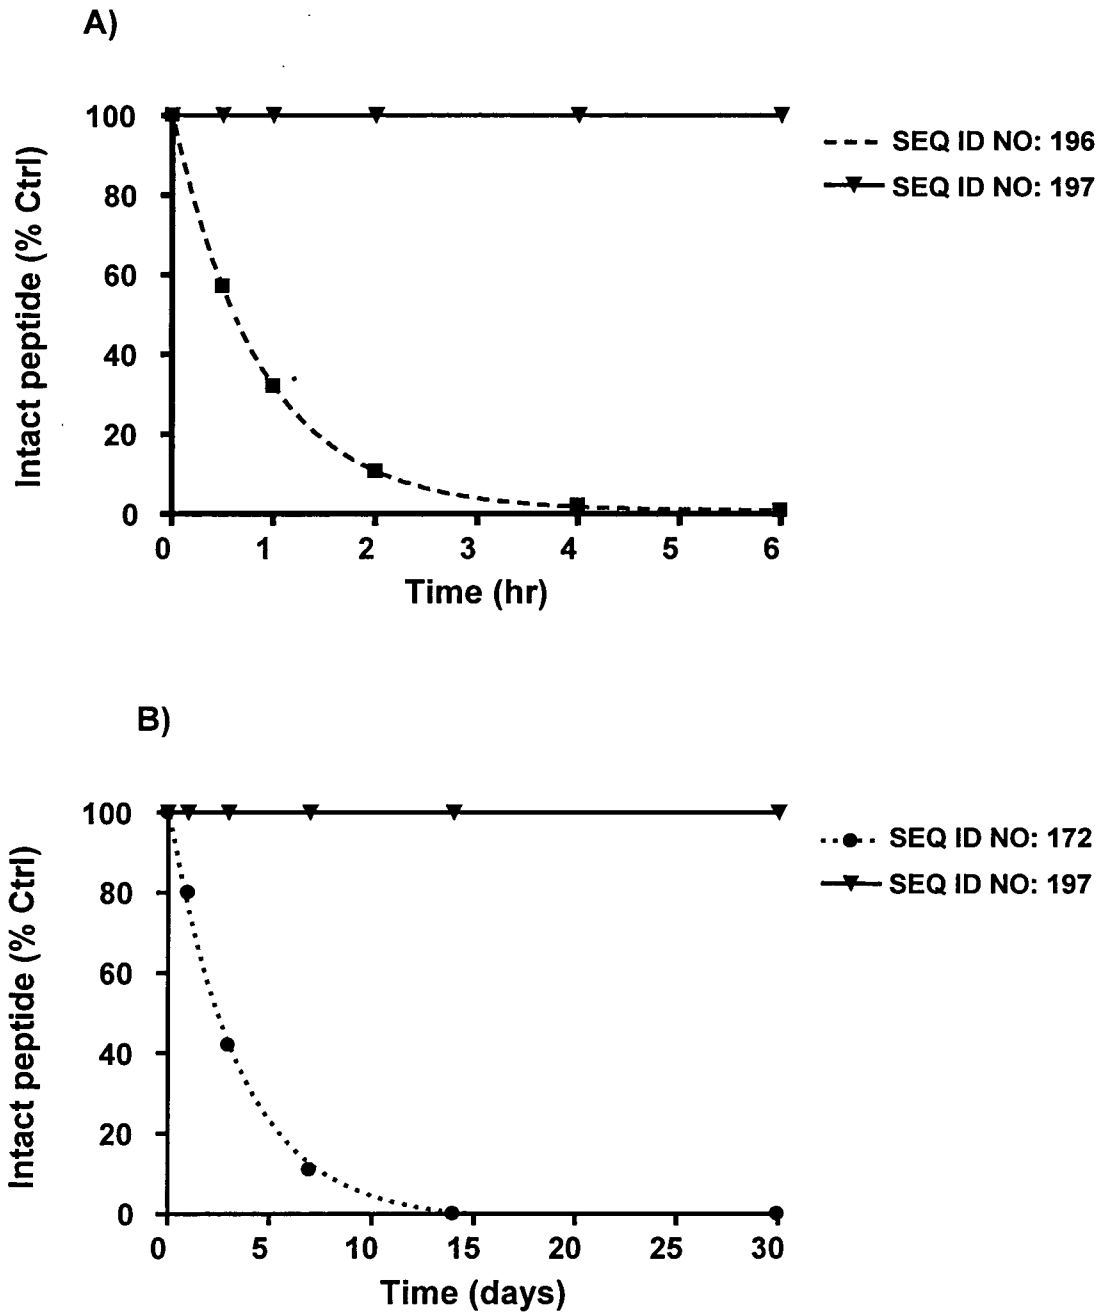 A)
Intact peptide (% Ctrl)
100
80
60
40
20
0
0 1 2 3 4 5 6
Time (hr)
SEQ ID NO: 196
SEQ ID NO: 197
B)
Intact peptide (% Ctrl)
100
80
60
40
20
0
0 5 10 15 20 25 30
Time (days)
SEQ ID NO: 172
SEQ ID NO: 197